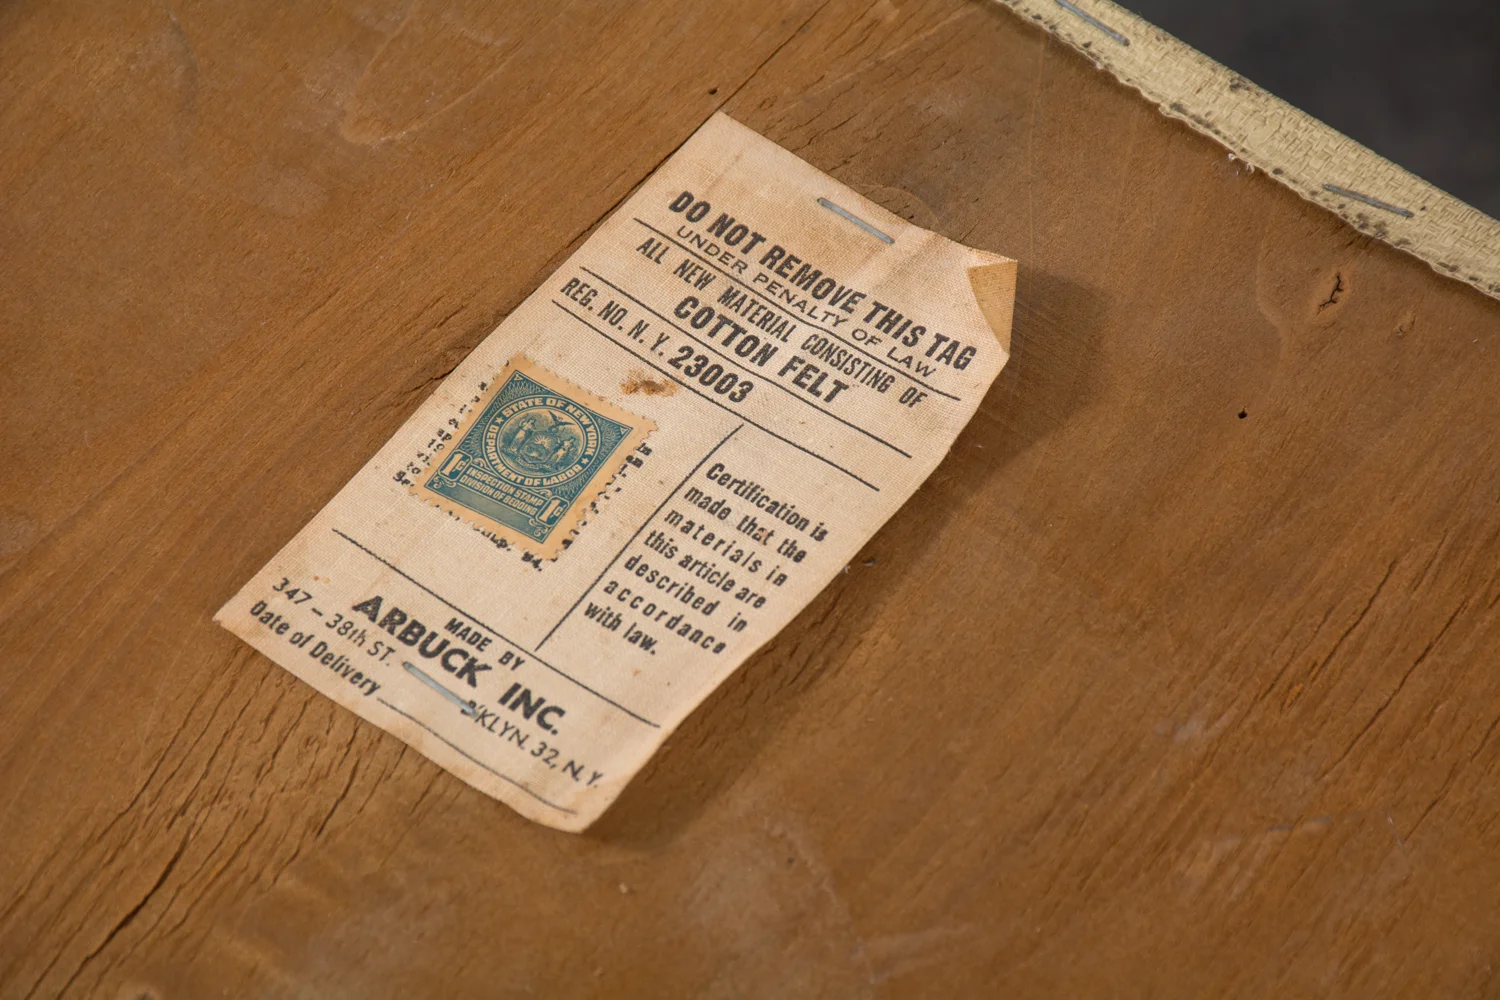 DO NOT REMOVE THIS TAG
UNDER PENALTY OF LAW
ALL NEW MATERIAL CONSISTING OF
COTTON FELT
REG. NO. N. Y. 23003
STATE OF NEW YORK
DEPARTMENT OF LABOR
1c INSPECTION STAMP 1c
DIVISION OF BEDDING
Certification is
made that the
materials in
this article are
described in
accordance
with law.
MADE BY
ARBUCK INC.
347 – 38th ST. KLYN. 32, N. Y.
Date of Delivery